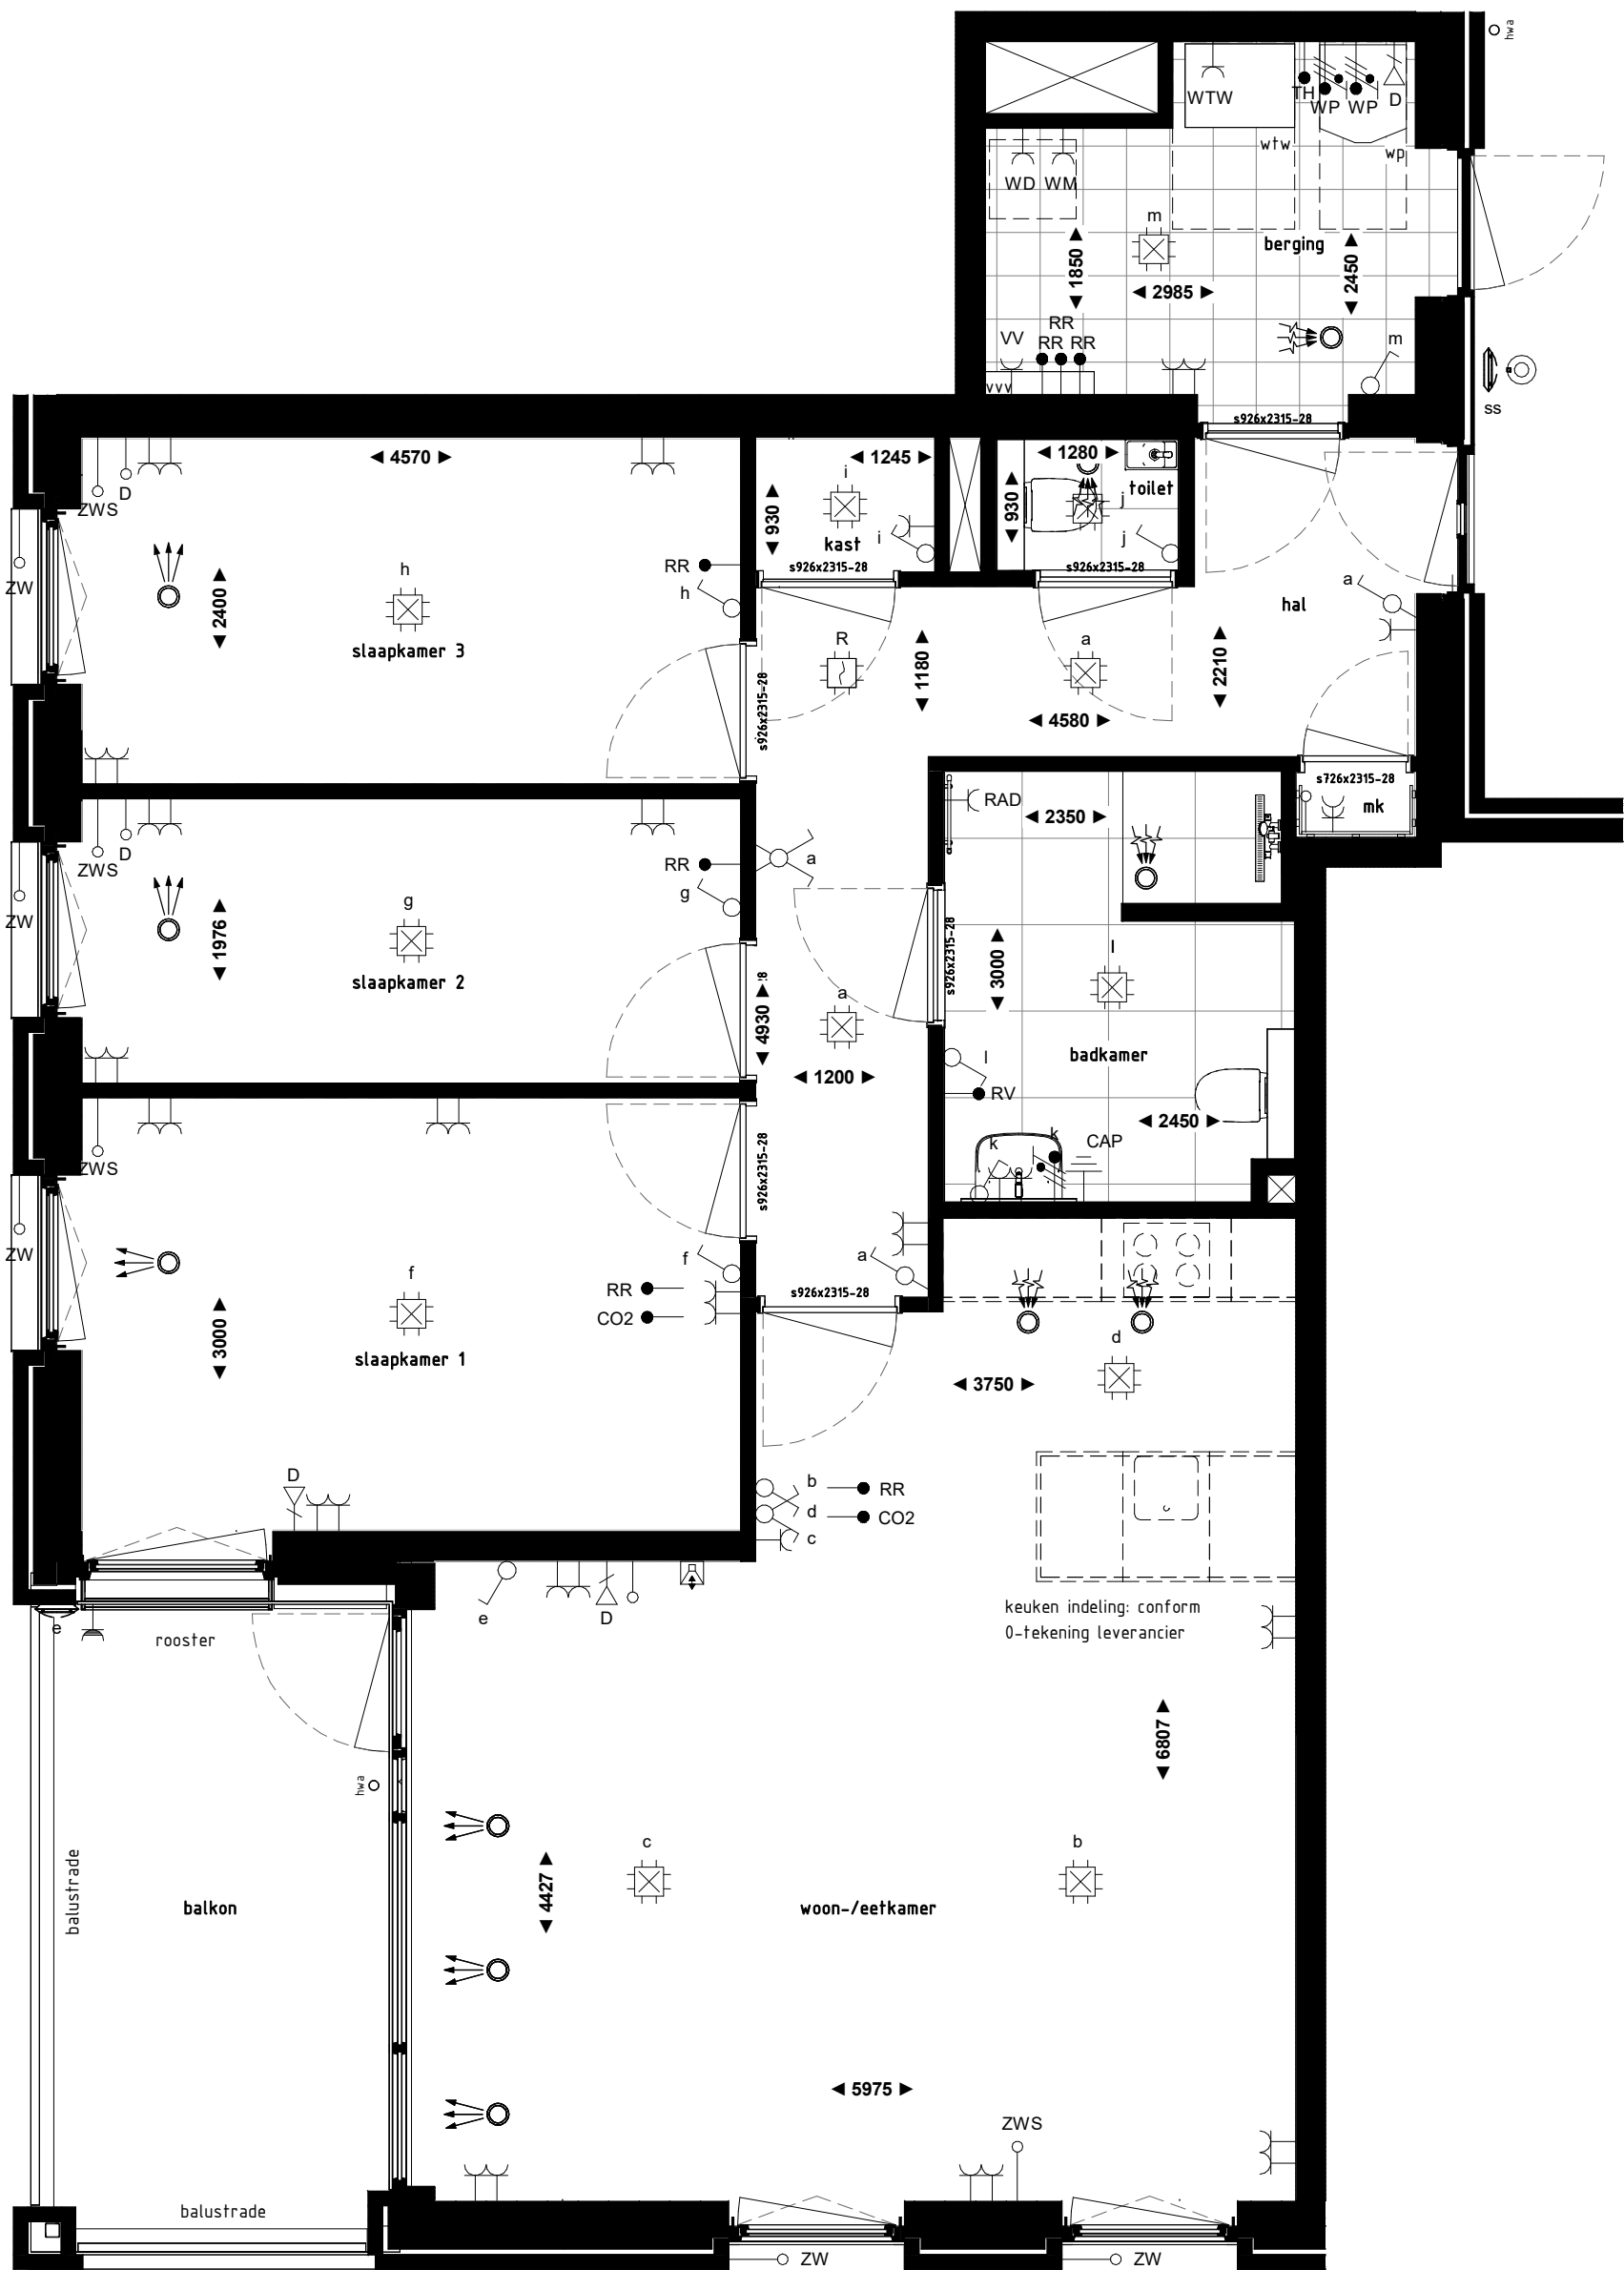 hwa
WTW
TH
WP
WP
D
wtw
wp
WD
WM
m
berging
1850
2985
2450
RR
VV
RR
RR
m
vvv
ss
s926x2315-28
4570
1245
1280
D
ZWS
i
930
i
kast
s926x2315-28
930
j
toilet
j
s926x2315-28
ZW
RR
h
h
2400
slaapkamer 3
a
hal
R
1180
a
2210
4580
s926x2315-28
s726x2315-28
mk
RAD
2350
D
ZWS
RR
a
g
g
ZW
1976
slaapkamer 2
s926x2315-28
3000
l
4930
a
badkamer
1200
l
RV
2450
k
k
CAP
ZWS
s926x2315-28
ZW
f
f
a
RR
CO2
s926x2315-28
3000
slaapkamer 1
d
3750
D
b
RR
d
CO2
c
e
D
e
rooster
keuken indeling: conform
0-tekening leverancier
6807
hwa
balustrade
c
b
4427
balkon
woon-/eetkamer
5975
ZWS
balustrade
ZW
ZW